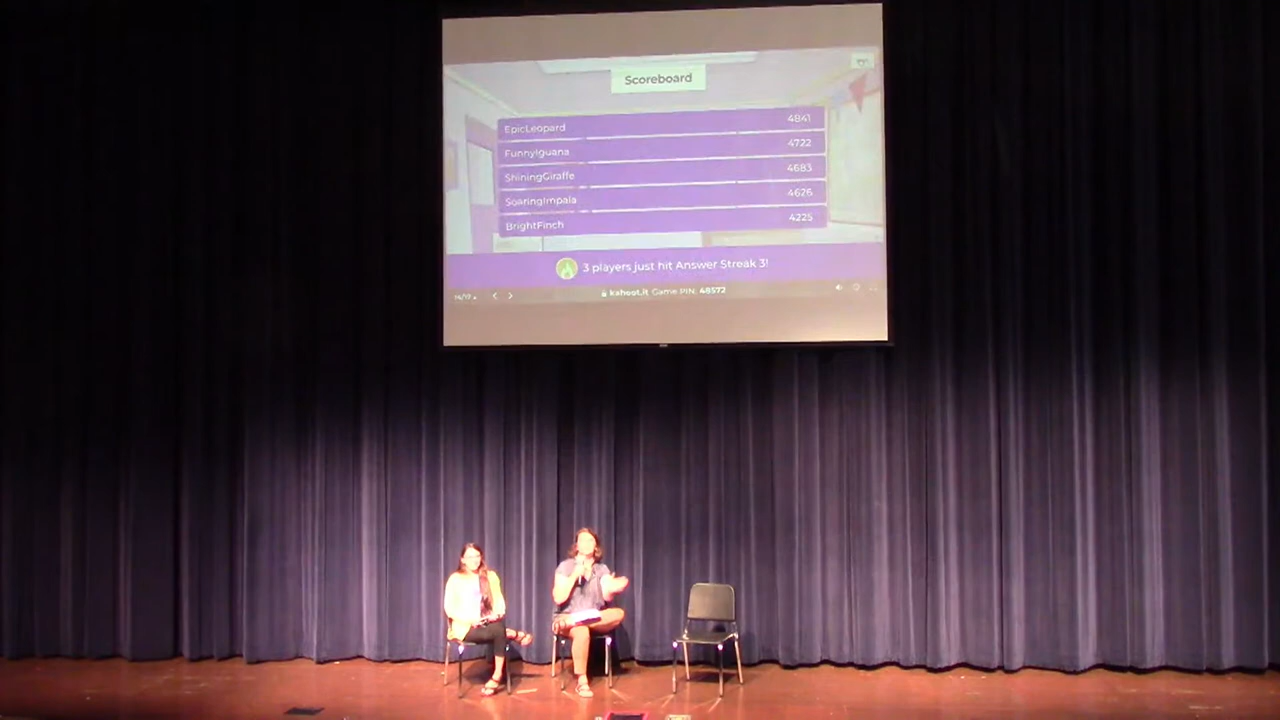 Scoreboard
EpicLeopard 4841
FunnyIguana 4722
ShiningGiraffe 4683
SoaringImpala 4626
BrightFinch 4225
3 players just hit Answer Streak 3!
kahoot.it Game PIN: 48572